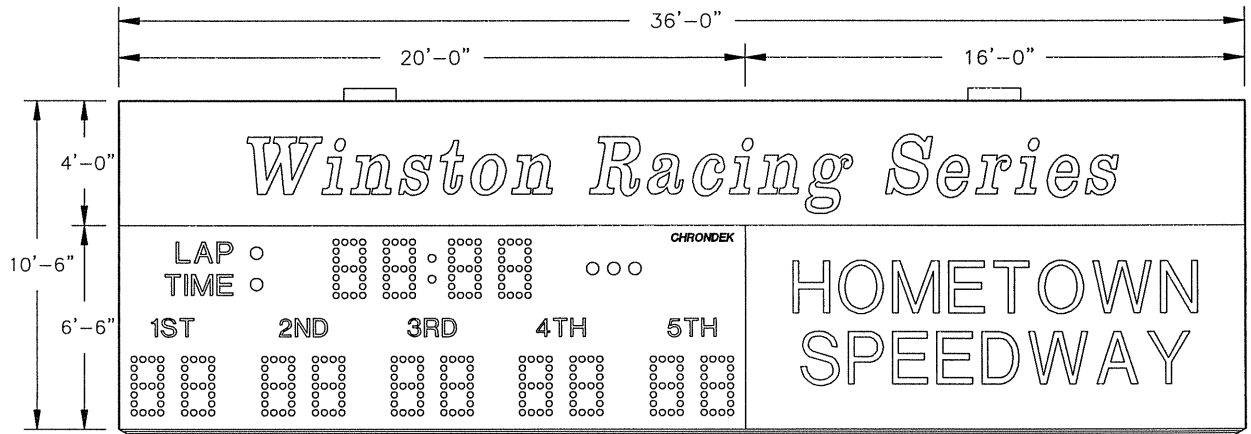 36'-0"
20'-0" 16'-0"
4'-0"
Winston Racing Series
10'-6"
6'-6"
CHRONDEK
LAP 88:88
TIME
HOMETOWN
SPEEDWAY
1ST 2ND 3RD 4TH 5TH
88 88 88 88 88